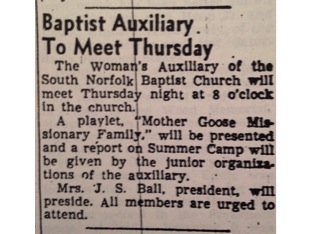 Baptist Auxiliary
To Meet Thursday
The Woman's Auxiliary of the
South Norfolk Baptist Church will
meet Thursday night at 8 o'clock
in the church.
A playlet, "Mother Goose Mis-
sionary Family," will be presented
and a report on Summer Camp will
be given by the junior organiza-
tions of the auxiliary.
Mrs. J. S. Ball, president, will
preside. All members are urged to
attend.